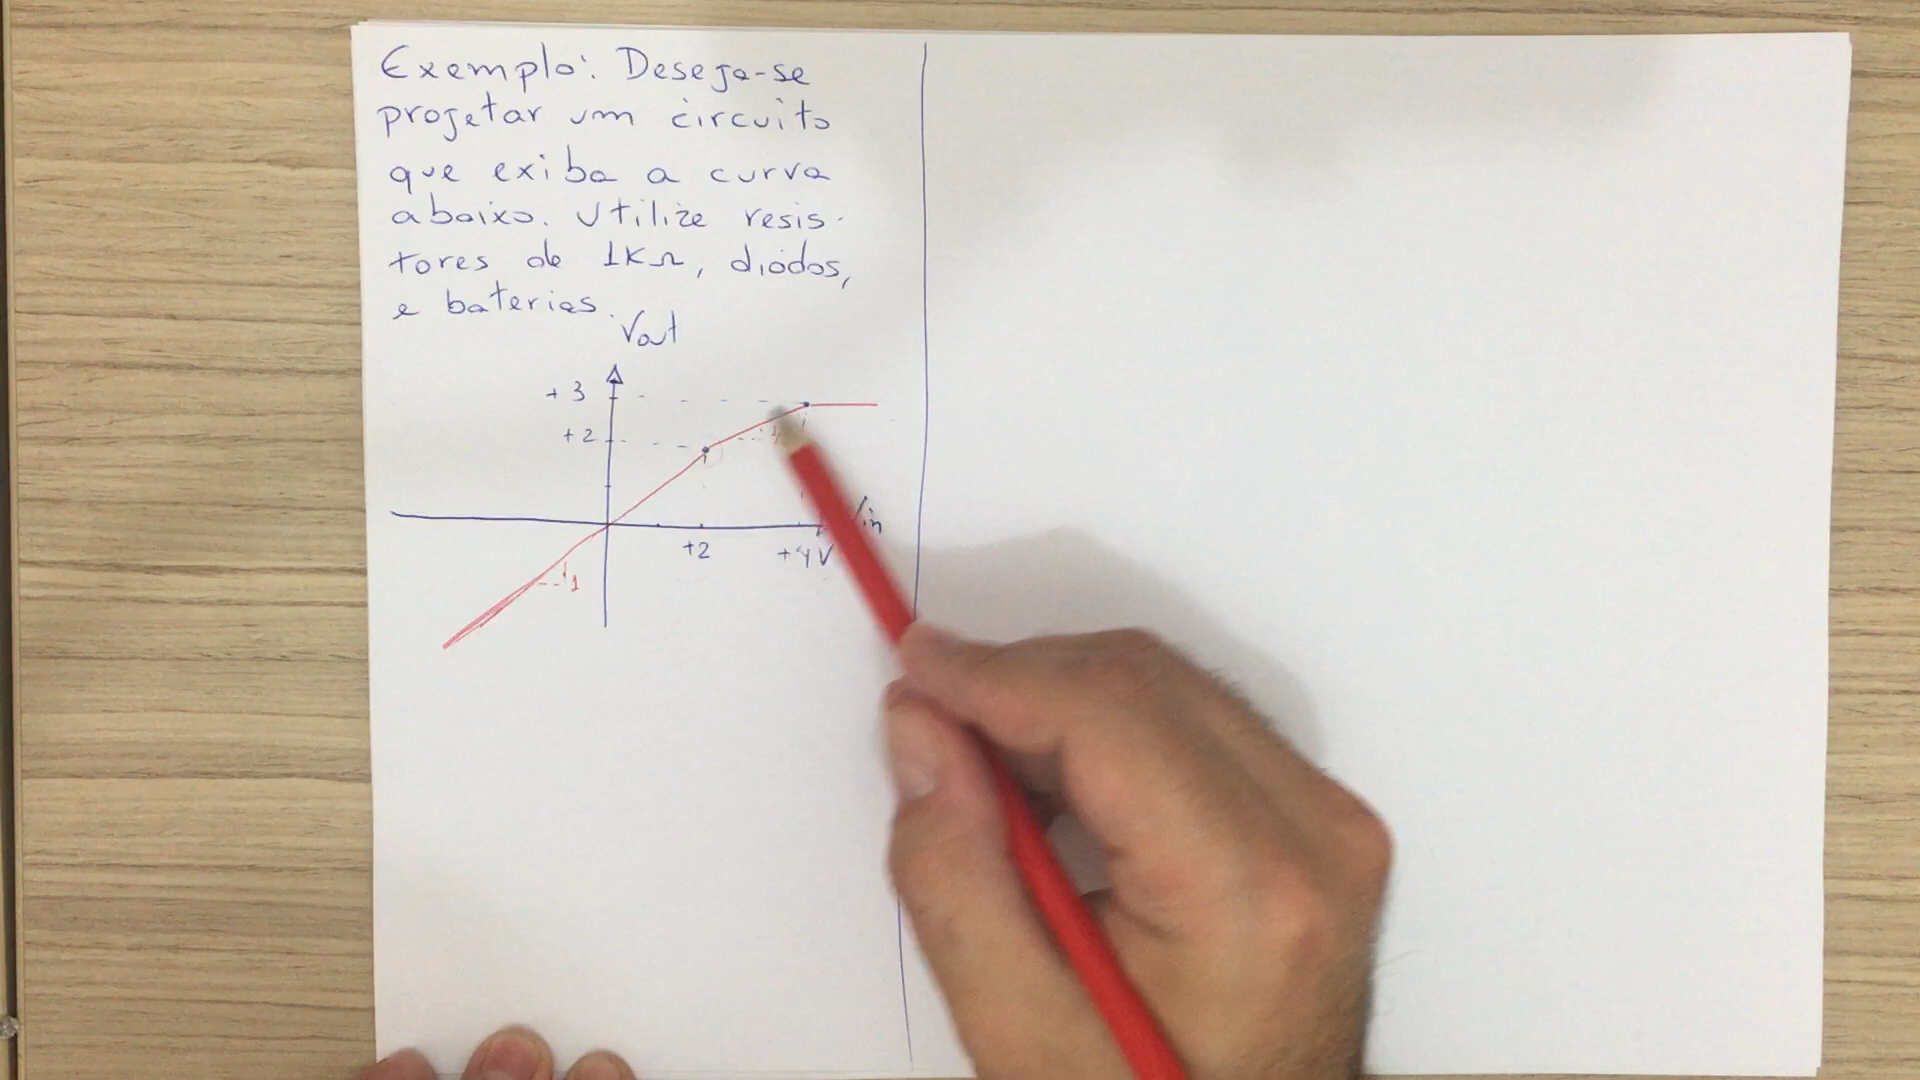 Exemplo: Deseja-se
projetar um circuito
que exiba a curva
abaixo. Utilize resis-
tores de 1KΩ, diodos,
e baterias.
Vout
+3
+2
Vin
+2
+4V
1